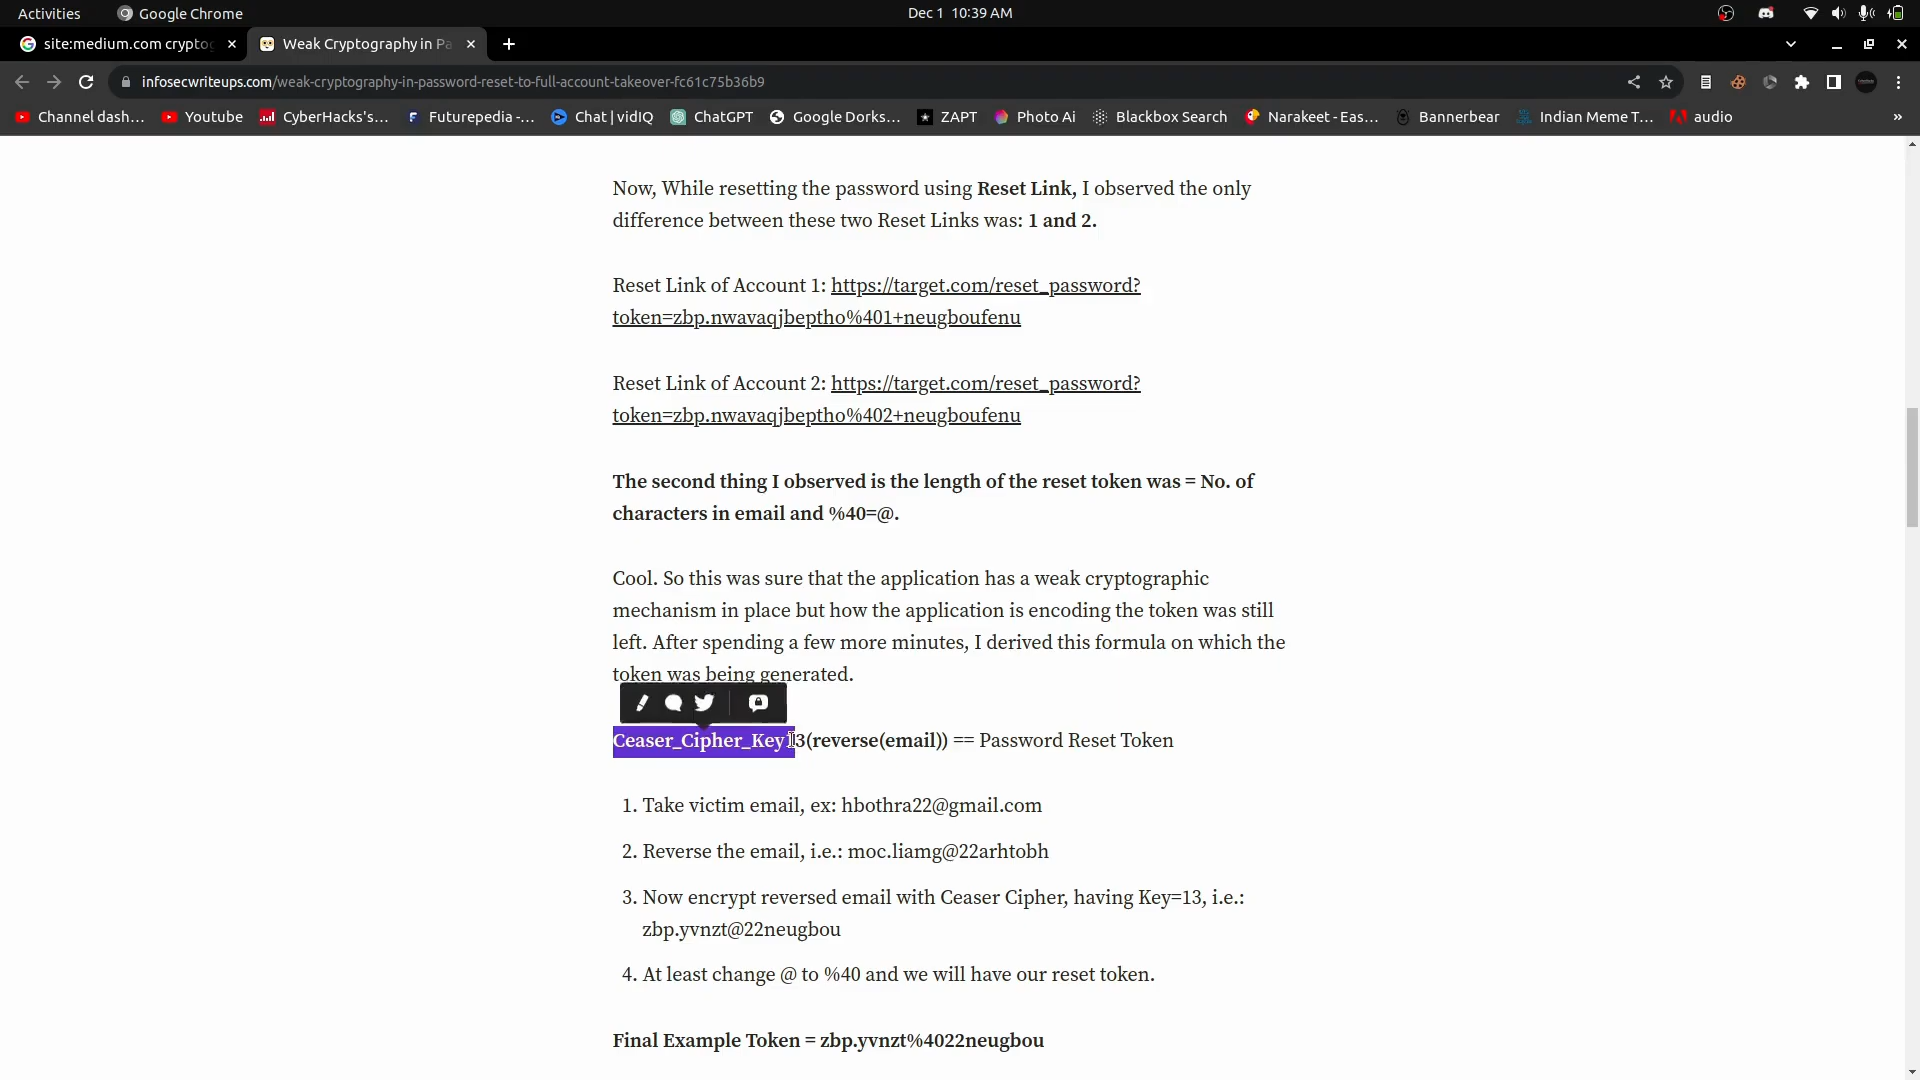 Activities Google Chrome Dec 1 10:39 AM
site:medium.com cryptog Weak Cryptography in Pa
infosecwriteups.com/weak-cryptography-in-password-reset-to-full-account-takeover-fc61c75b36b9
Channel dash... Youtube CyberHacks's... Futurepedia -... Chat | vidIQ ChatGPT Google Dorks... ZAPT Photo Ai Blackbox Search Narakeet - Eas... Bannerbear Indian Meme T... audio »
Now, While resetting the password using Reset Link, I observed the only
difference between these two Reset Links was: 1 and 2.
Reset Link of Account 1: https://target.com/reset_password?
token=zbp.nwavaqjbeptho%401+neugboufenu
Reset Link of Account 2: https://target.com/reset_password?
token=zbp.nwavaqjbeptho%402+neugboufenu
The second thing I observed is the length of the reset token was = No. of
characters in email and %40=@.
Cool. So this was sure that the application has a weak cryptographic
mechanism in place but how the application is encoding the token was still
left. After spending a few more minutes, I derived this formula on which the
token was being generated.
Ceaser_Cipher_Key13(reverse(email)) == Password Reset Token
1. Take victim email, ex: hbothra22@gmail.com
2. Reverse the email, i.e.: moc.liamg@22arhtobh
3. Now encrypt reversed email with Ceaser Cipher, having Key=13, i.e.:
zbp.yvnzt@22neugbou
4. At least change @ to %40 and we will have our reset token.
Final Example Token = zbp.yvnzt%4022neugbou